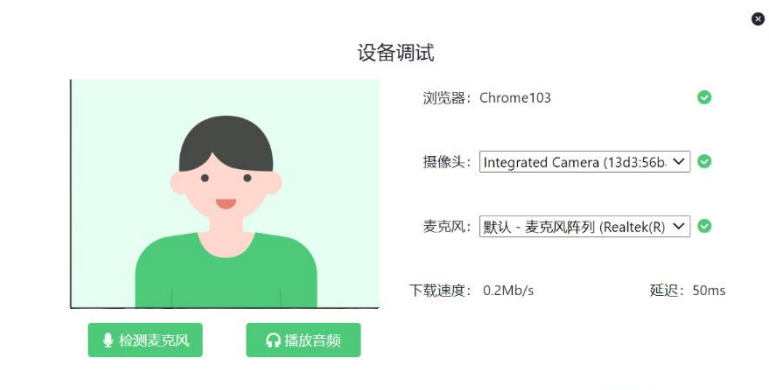 设备调试
浏览器: Chrome103
摄像头: Integrated Camera (13d3:56b
麦克风: 默认 - 麦克风阵列 (Realtek(R)
下载速度: 0.2Mb/s 延迟: 50ms
检测麦克风 播放音频